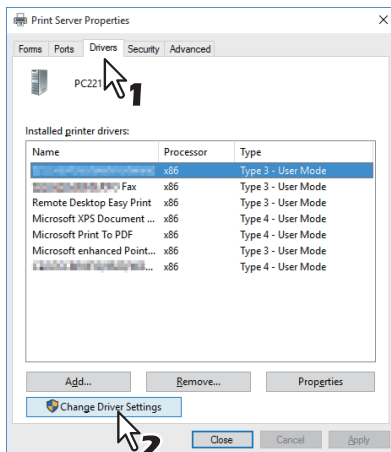 Print Server Properties
Forms Ports Drivers Security Advanced
PC221
1
Installed printer drivers:
Name Processor Type
x86 Type 3 - User Mode
Fax x86 Type 3 - User Mode
Remote Desktop Easy Print x86 Type 3 - User Mode
Microsoft XPS Document ... x86 Type 4 - User Mode
Microsoft Print To PDF x86 Type 4 - User Mode
Microsoft enhanced Point... x86 Type 3 - User Mode
... x86 Type 4 - User Mode
Add... Remove... Properties
Change Driver Settings
2
Close Cancel Apply